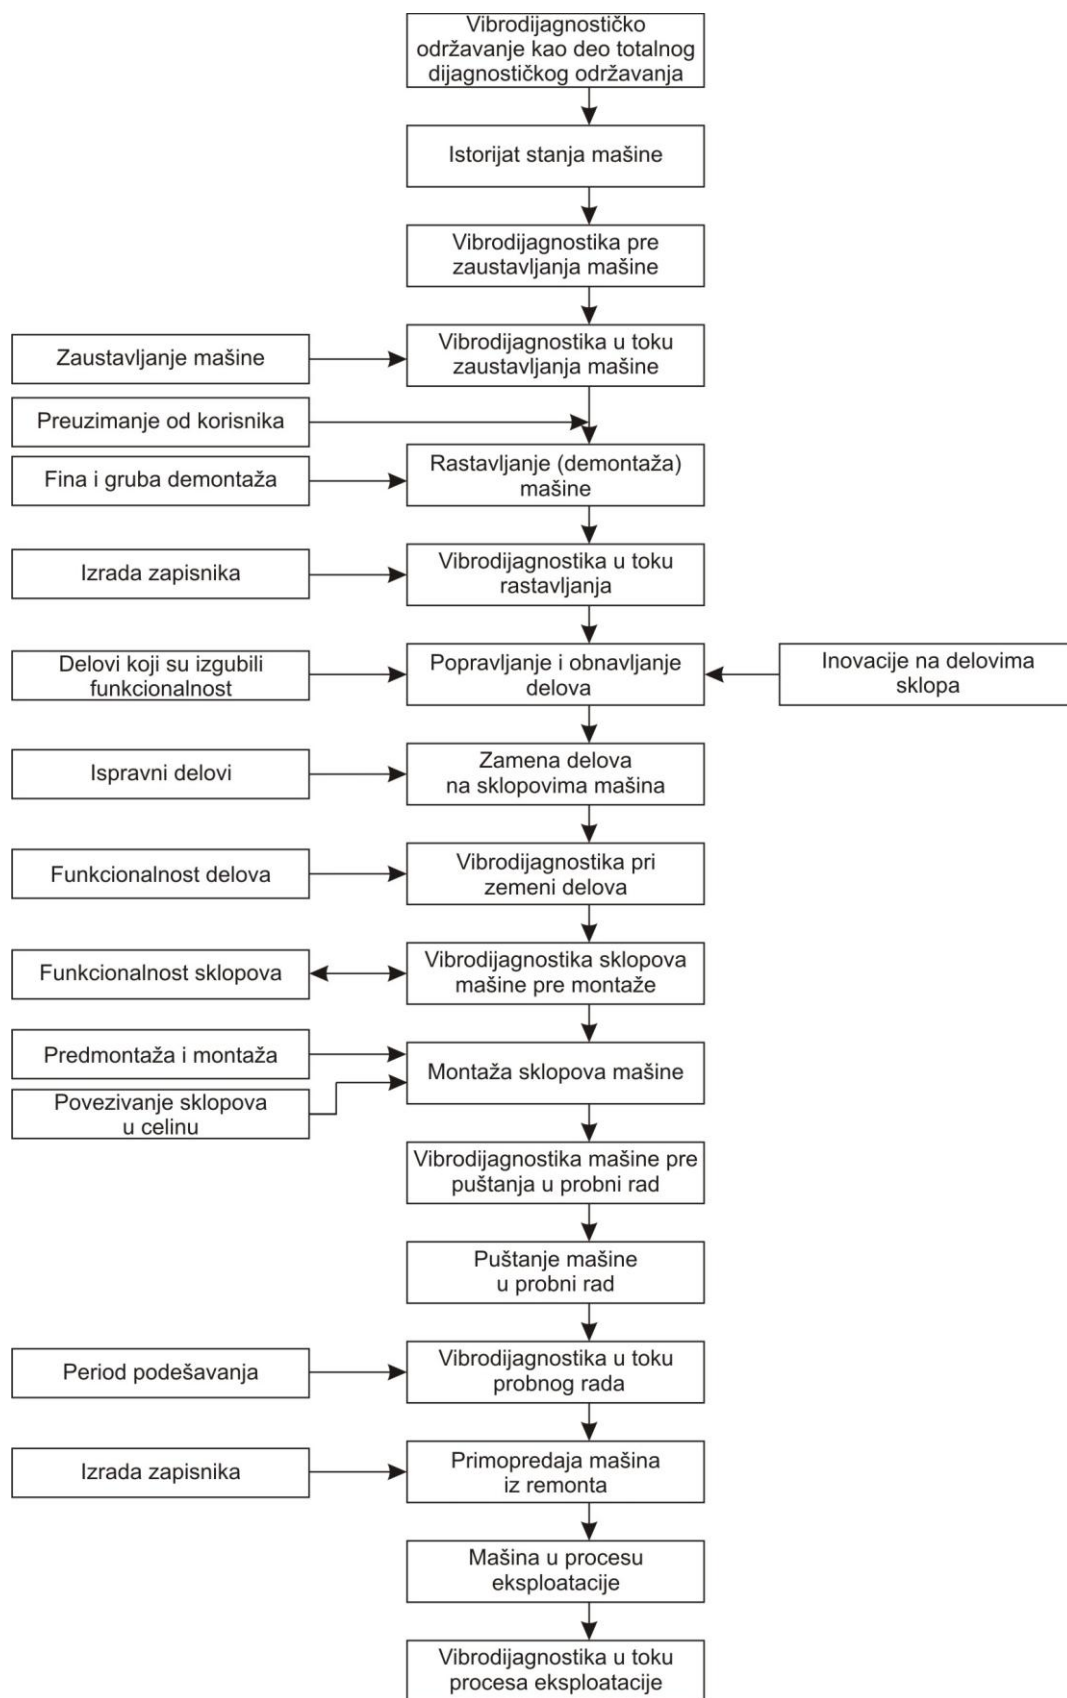 Vibrodijagnostičko
održavanje kao deo totalnog
dijagnostičkog održavanja
Istorijat stanja mašine
Vibrodijagnostika pre
zaustavljanja mašine
Zaustavljanje mašine
Vibrodijagnostika u toku
zaustavljanja mašine
Preuzimanje od korisnika
Fina i gruba demontaža
Rastavljanje (demontaža)
mašine
Izrada zapisnika
Vibrodijagnostika u toku
rastavljanja
Delovi koji su izgubili
funkcionalnost
Popravljanje i obnavljanje
delova
Inovacije na delovima
sklopa
Ispravni delovi
Zamena delova
na sklopovima mašina
Funkcionalnost delova
Vibrodijagnostika pri
zemeni delova
Funkcionalnost sklopova
Vibrodijagnostika sklopova
mašine pre montaže
Predmontaža i montaža
Povezivanje sklopova
u celinu
Montaža sklopova mašine
Vibrodijagnostika mašine pre
puštanja u probni rad
Puštanje mašine
u probni rad
Period podešavanja
Vibrodijagnostika u toku
probnog rada
Izrada zapisnika
Primopredaja mašina
iz remonta
Mašina u procesu
eksploatacije
Vibrodijagnostika u toku
procesa eksploatacije